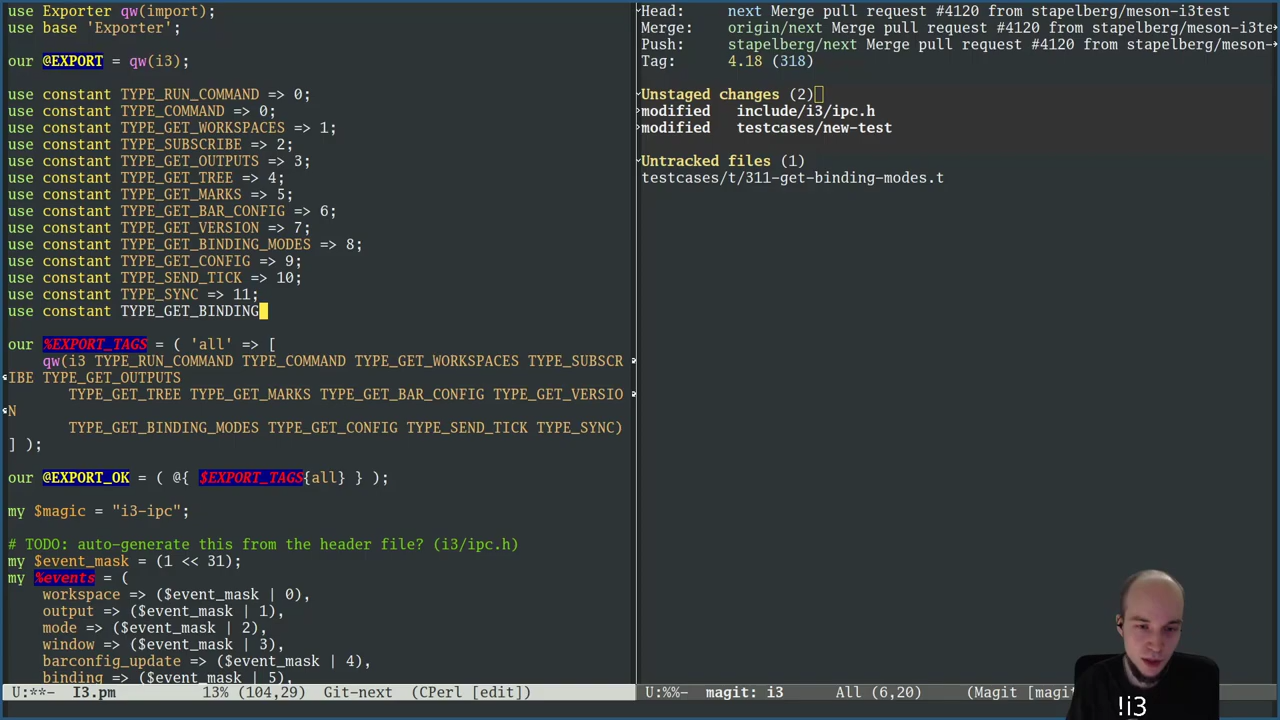 use Exporter qw(import);
use base 'Exporter';
our @EXPORT = qw(i3);
use constant TYPE_RUN_COMMAND => 0;
use constant TYPE_COMMAND => 0;
use constant TYPE_GET_WORKSPACES => 1;
use constant TYPE_SUBSCRIBE => 2;
use constant TYPE_GET_OUTPUTS => 3;
use constant TYPE_GET_TREE => 4;
use constant TYPE_GET_MARKS => 5;
use constant TYPE_GET_BAR_CONFIG => 6;
use constant TYPE_GET_VERSION => 7;
use constant TYPE_GET_BINDING_MODES => 8;
use constant TYPE_GET_CONFIG => 9;
use constant TYPE_SEND_TICK => 10;
use constant TYPE_SYNC => 11;
use constant TYPE_GET_BINDING
our %EXPORT_TAGS = ( 'all' => [
qw(i3 TYPE_RUN_COMMAND TYPE_COMMAND TYPE_GET_WORKSPACES TYPE_SUBSCR
IBE TYPE_GET_OUTPUTS
TYPE_GET_TREE TYPE_GET_MARKS TYPE_GET_BAR_CONFIG TYPE_GET_VERSIO
N
TYPE_GET_BINDING_MODES TYPE_GET_CONFIG TYPE_SEND_TICK TYPE_SYNC)
] );
our @EXPORT_OK = ( @{ $EXPORT_TAGS{all} } );
my $magic = "i3-ipc";
# TODO: auto-generate this from the header file? (i3/ipc.h)
my $event_mask = (1 << 31);
my %events = (
workspace => ($event_mask | 0),
output => ($event_mask | 1),
mode => ($event_mask | 2),
window => ($event_mask | 3),
barconfig_update => ($event_mask | 4),
binding => ($event_mask | 5),
U:**- I3.pm 13% (104,29) Git-next (CPerl [edit])
Head: next Merge pull request #4120 from stapelberg/meson-i3test
Merge: origin/next Merge pull request #4120 from stapelberg/meson-i3te
Push: stapelberg/next Merge pull request #4120 from stapelberg/meson-
Tag: 4.18 (318)
Unstaged changes (2)
modified include/i3/ipc.h
modified testcases/new-test
Untracked files (1)
testcases/t/311-get-binding-modes.t
U:%%- magit: i3 All (6,20) (Magit [magi
!i3